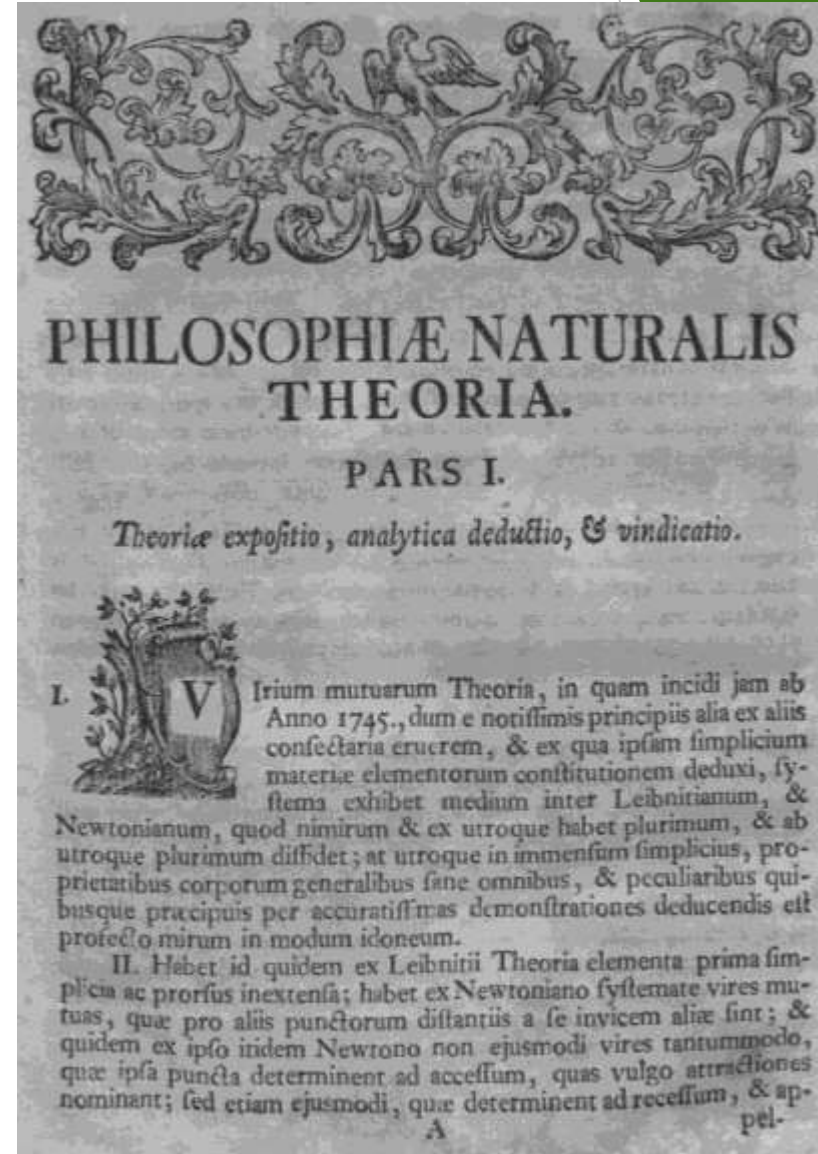 PHILOSOPHIÆ NATURALIS
THEORIA.
PARS I.
Theoriæ expoſitio, analytica deductio, & vindicatio.
I. VIrium mutuarum Theoria, in quam incidi jam ab
Anno 1745., dum e notiſſimis principiis alia ex aliis
conſectaria eruerem, & ex qua ipſam ſimplicium
materiæ elementorum conſtitutionem deduxi, ſy-
ſtema exhibet medium inter Leibnitianum, &
Newtonianum, quod nimirum & ex utroque habet plurimum, & ab
utroque plurimum diſſidet; at utroque in immenſum ſimplicius, pro-
prietatibus corporum generalibus ſane omnibus, & peculiaribus qui-
busque præcipuis per accuratiſſimas demonſtrationes deducendis eſt
profecto mirum in modum idoneum.
II. Habet id quidem ex Leibnitii Theoria elementa prima ſim-
plicia ac prorſus inextenſa; habet ex Newtoniano ſyſtemate vires mu-
tuas, quæ pro aliis punctorum diſtantiis a ſe invicem aliæ ſint; &
quidem ex ipſo itidem Newtono non ejusmodi vires tantummodo,
quæ ipſa puncta determinent ad acceſſum, quas vulgo attractiones
nominant; ſed etiam ejusmodi, quæ determinent ad receſſum, & ap-
A pel-